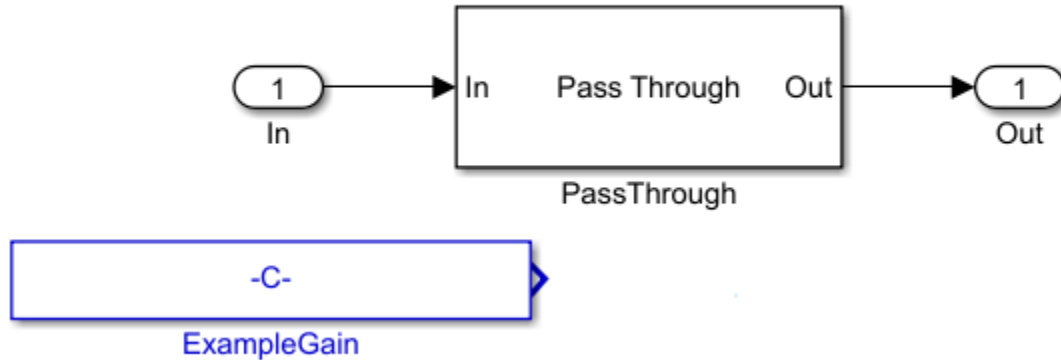 1
In
In Pass Through Out
PassThrough
1
Out
-C-
ExampleGain